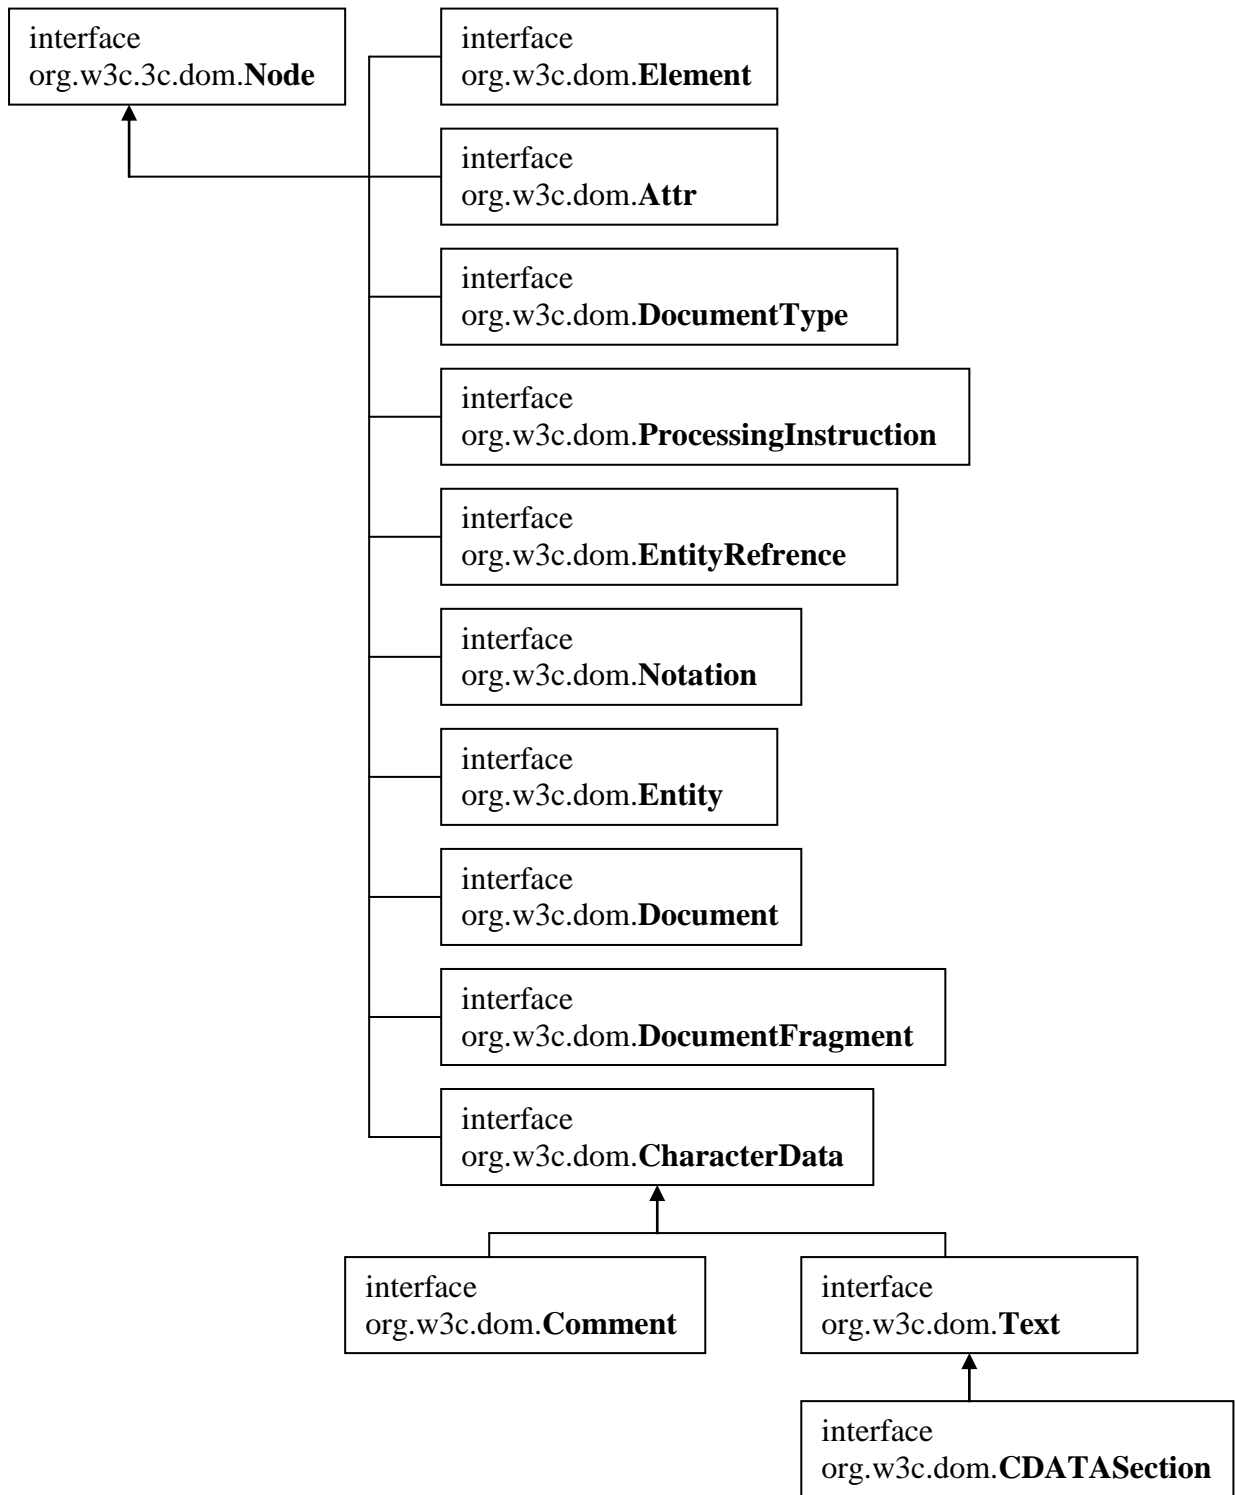 interface
org.w3c.3c.dom.Node
interface
org.w3c.dom.Element
interface
org.w3c.dom.Attr
interface
org.w3c.dom.DocumentType
interface
org.w3c.dom.ProcessingInstruction
interface
org.w3c.dom.EntityRefrence
interface
org.w3c.dom.Notation
interface
org.w3c.dom.Entity
interface
org.w3c.dom.Document
interface
org.w3c.dom.DocumentFragment
interface
org.w3c.dom.CharacterData
interface
org.w3c.dom.Comment
interface
org.w3c.dom.Text
interface
org.w3c.dom.CDATASection